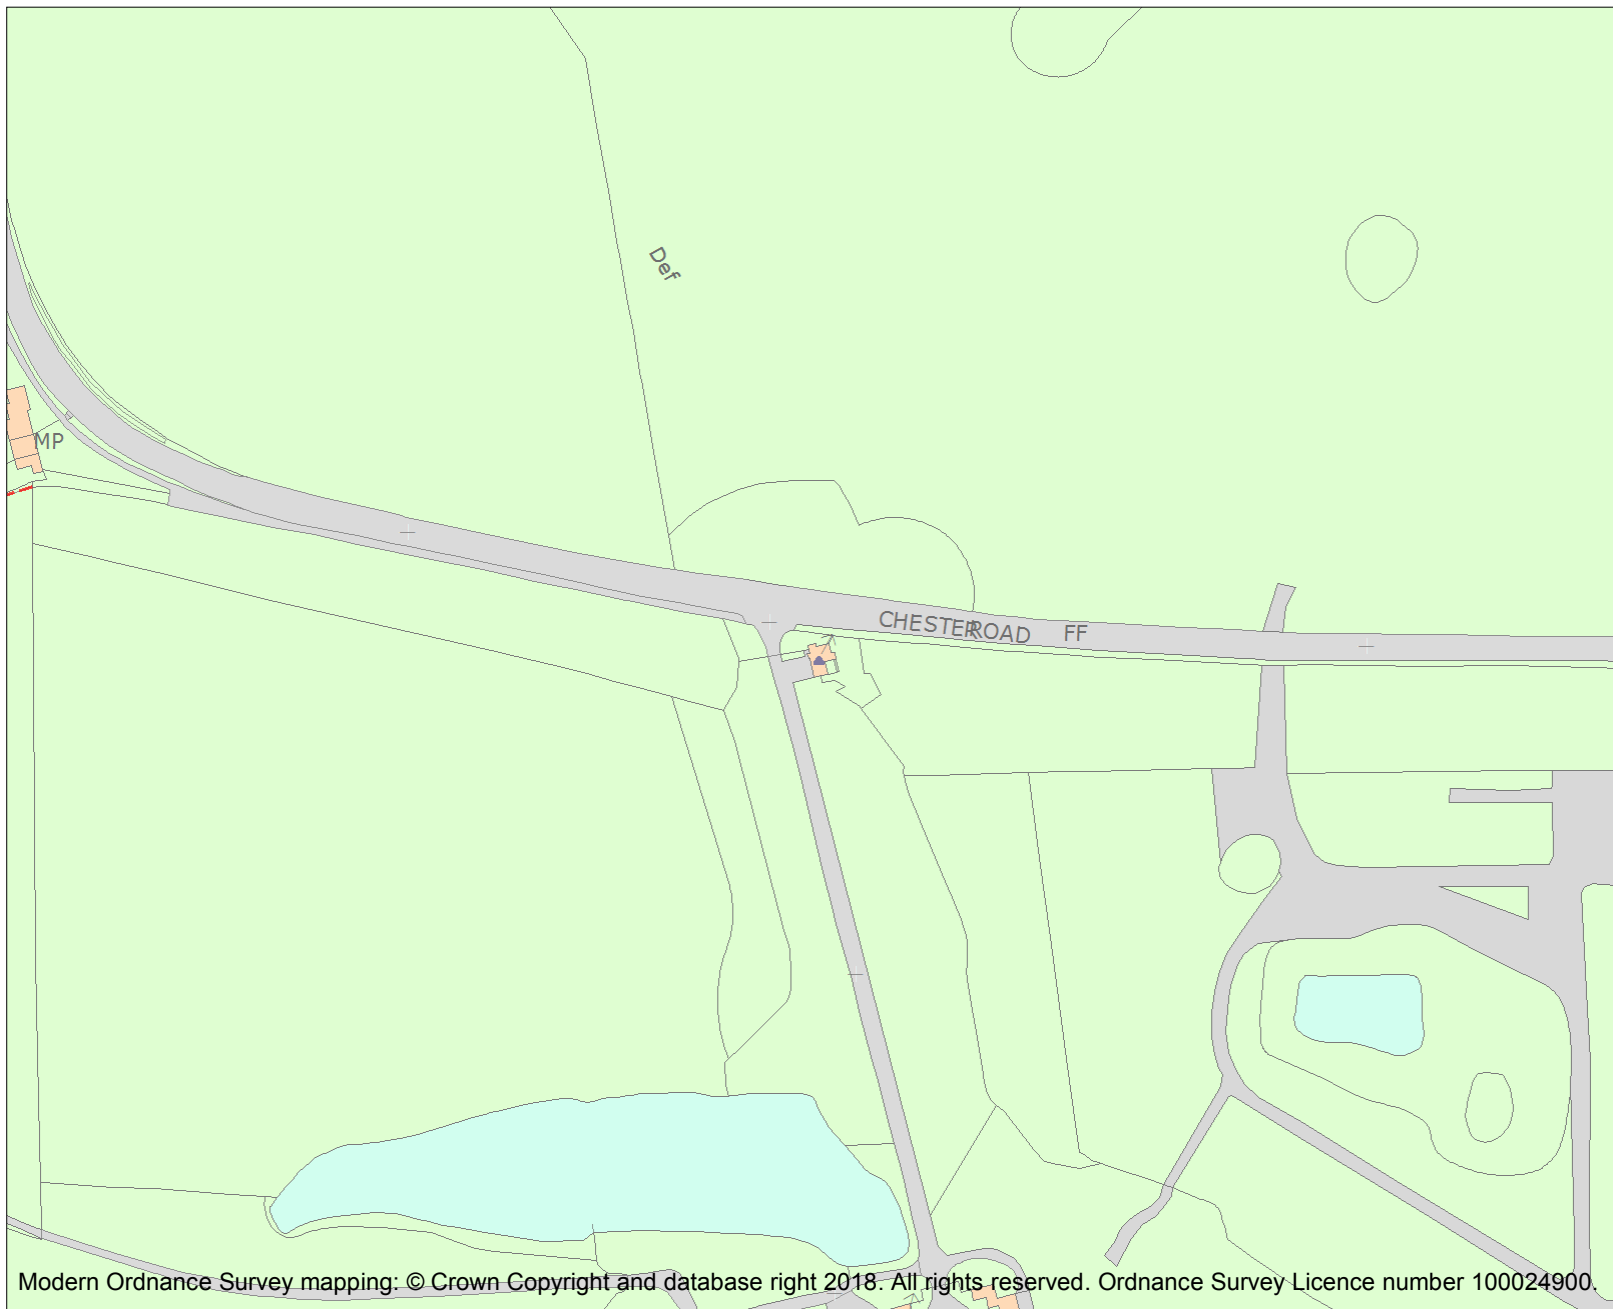 Def
MP
CHESTER ROAD FF
Modern Ordnance Survey mapping: © Crown Copyright and database right 2018. All rights reserved. Ordnance Survey Licence number 100024900.